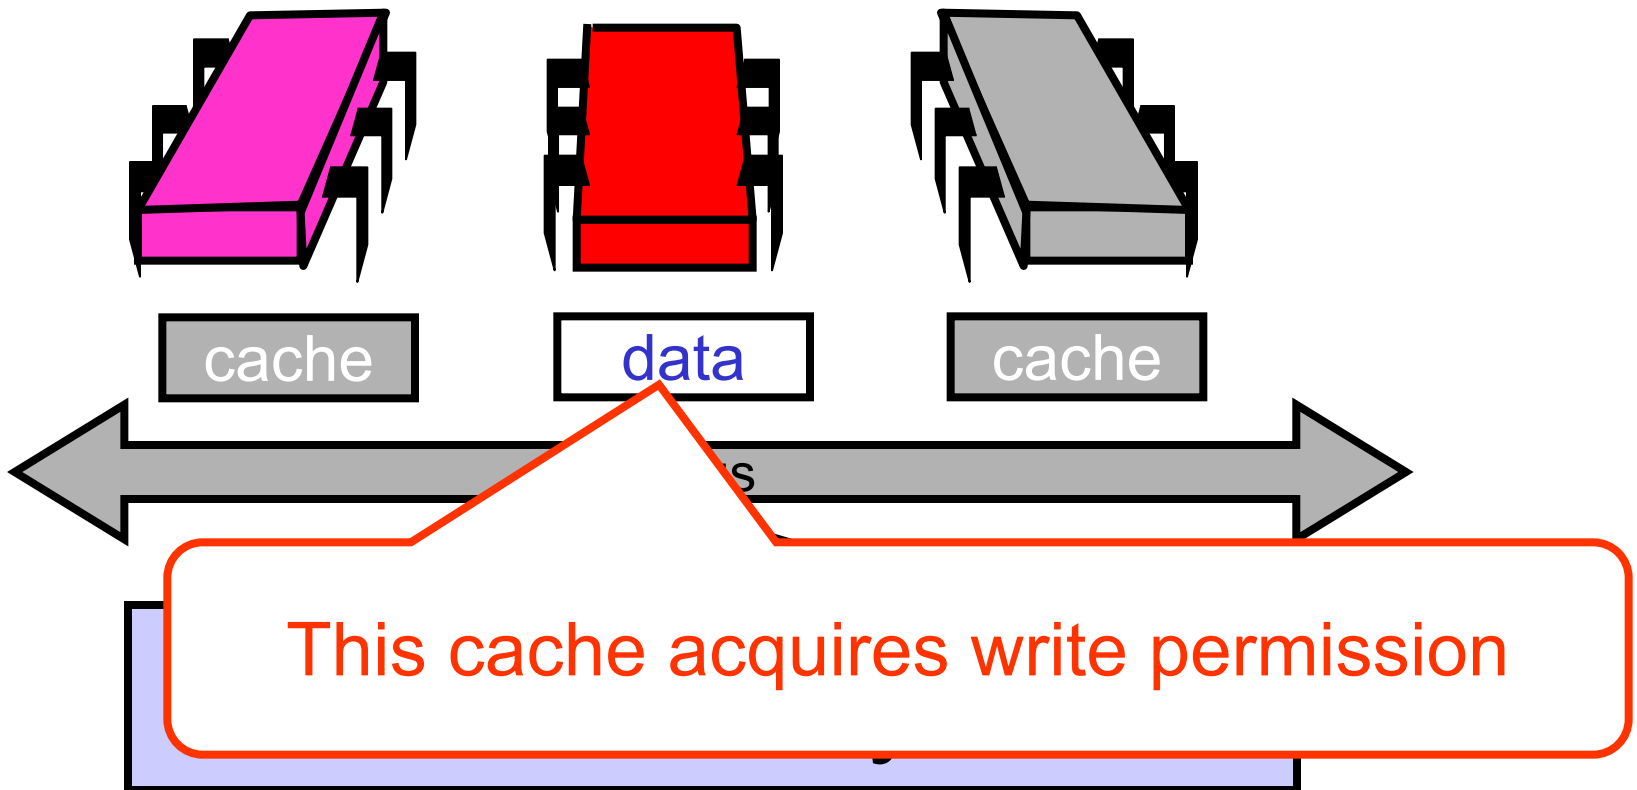 cache
data
cache
This cache acquires write permission